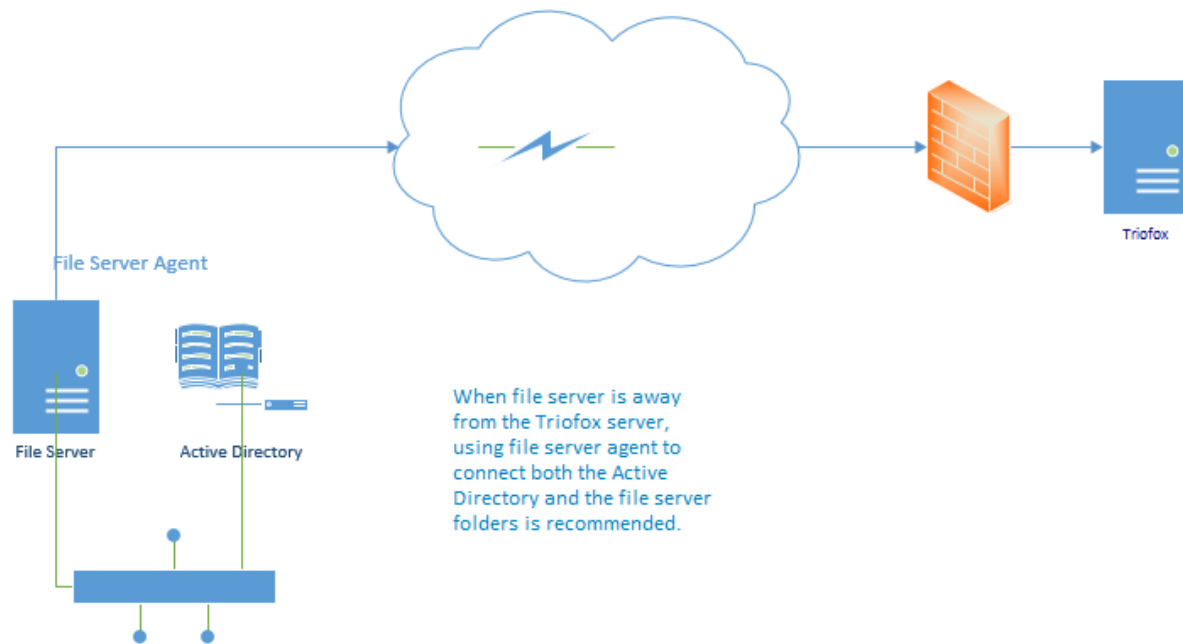 Triofox
File Server Agent
File Server
Active Directory
When file server is away
from the Triofox server,
using file server agent to
connect both the Active
Directory and the file server
folders is recommended.